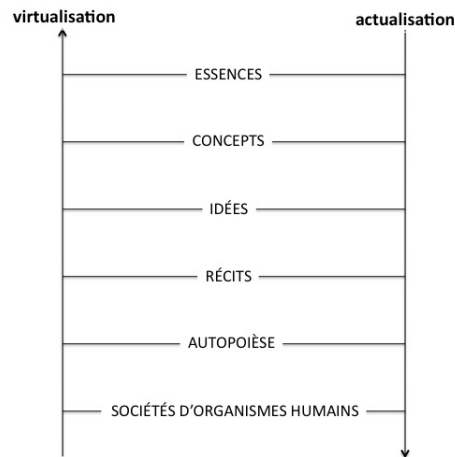 virtualisation
actualisation
ESSENCES
CONCEPTS
IDÉES
RÉCITS
AUTOPOIÈSE
SOCIÉTÉS D’ORGANISMES HUMAINS